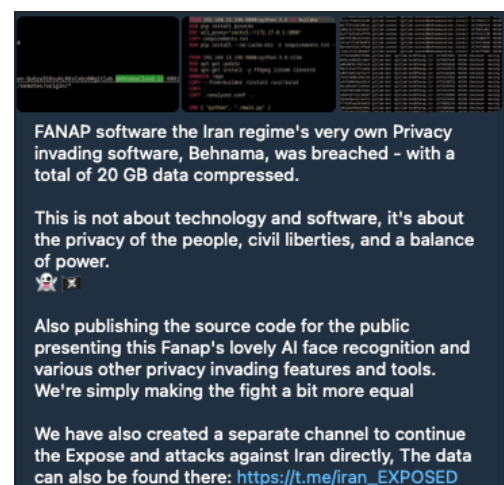 FANAP software the Iran regime's very own Privacy
invading software, Behnama, was breached - with a
total of 20 GB data compressed.
This is not about technology and software, it's about
the privacy of the people, civil liberties, and a balance
of power.
👻 🏴‍☠️
Also publishing the source code for the public
presenting this Fanap's lovely AI face recognition and
various other privacy invading features and tools.
We're simply making the fight a bit more equal
We have also created a separate channel to continue
the Expose and attacks against Iran directly, The data
can also be found there: https://t.me/iran_EXPOSED